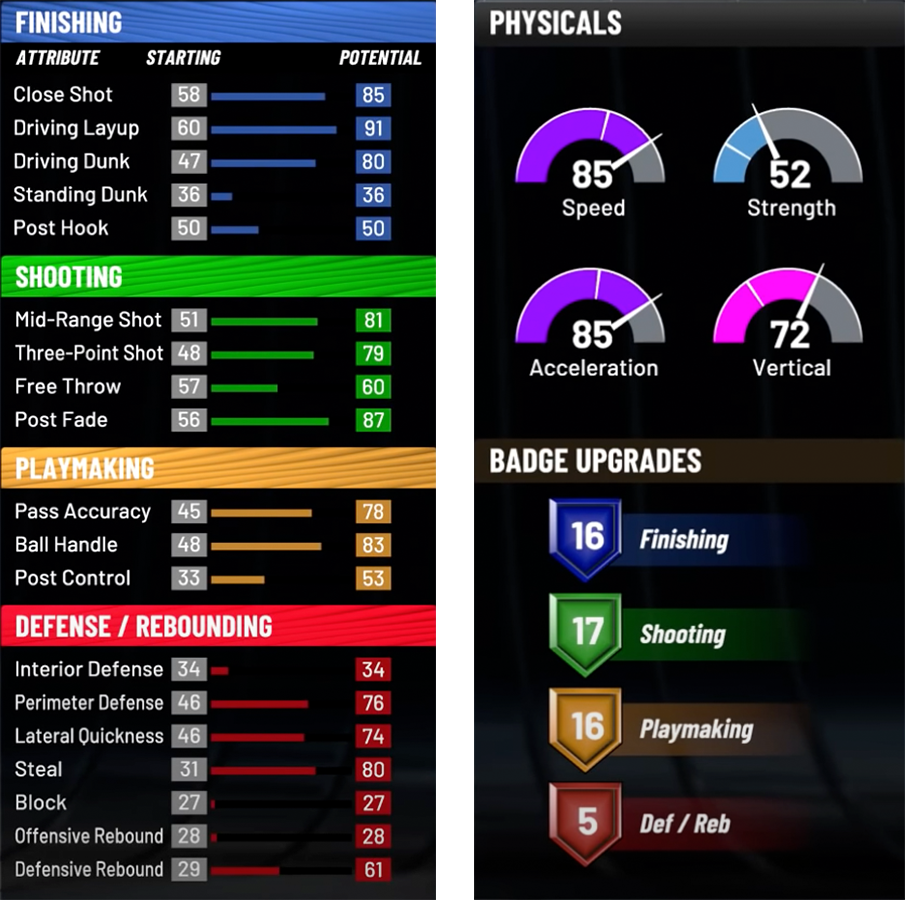 FINISHING
ATTRIBUTE STARTING POTENTIAL
Close Shot 58 85
Driving Layup 60 91
Driving Dunk 47 80
Standing Dunk 36 36
Post Hook 50 50
SHOOTING
Mid-Range Shot 51 81
Three-Point Shot 48 79
Free Throw 57 60
Post Fade 56 87
PLAYMAKING
Pass Accuracy 45 78
Ball Handle 48 83
Post Control 33 53
DEFENSE / REBOUNDING
Interior Defense 34 34
Perimeter Defense 46 76
Lateral Quickness 46 74
Steal 31 80
Block 27 27
Offensive Rebound 28 28
Defensive Rebound 29 61
PHYSICALS
85 52
Speed Strength
85 72
Acceleration Vertical
BADGE UPGRADES
16 Finishing
17 Shooting
16 Playmaking
5 Def / Reb